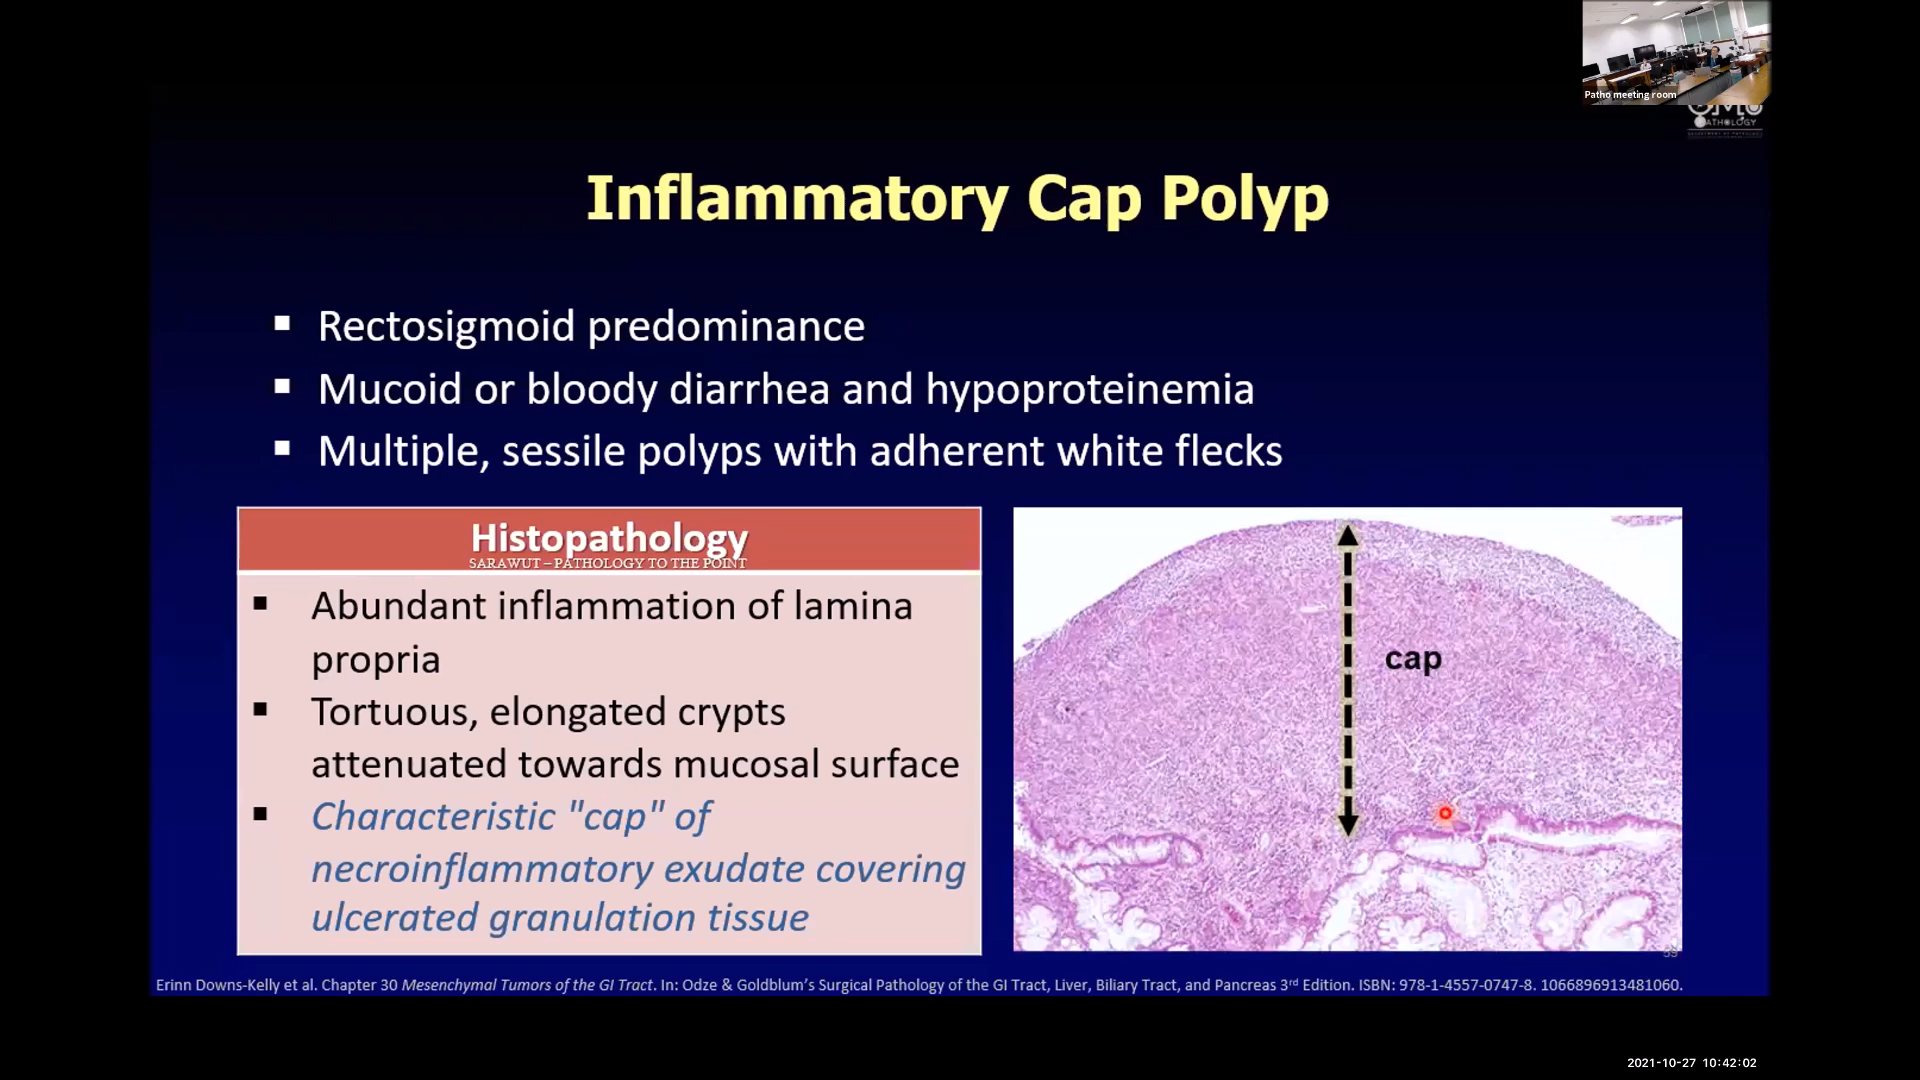 Patho meeting room
PATHOLOGY
Inflammatory Cap Polyp
▪ Rectosigmoid predominance
▪ Mucoid or bloody diarrhea and hypoproteinemia
▪ Multiple, sessile polyps with adherent white flecks
Histopathology
SARAWUT – PATHOLOGY TO THE POINT
▪ Abundant inflammation of lamina
propria
▪ Tortuous, elongated crypts
attenuated towards mucosal surface
▪ Characteristic "cap" of
necroinflammatory exudate covering
ulcerated granulation tissue
cap
59
Erinn Downs-Kelly et al. Chapter 30 Mesenchymal Tumors of the GI Tract. In: Odze & Goldblum’s Surgical Pathology of the GI Tract, Liver, Biliary Tract, and Pancreas 3rd Edition. ISBN: 978-1-4557-0747-8. 1066896913481060.
2021-10-27 10:42:02